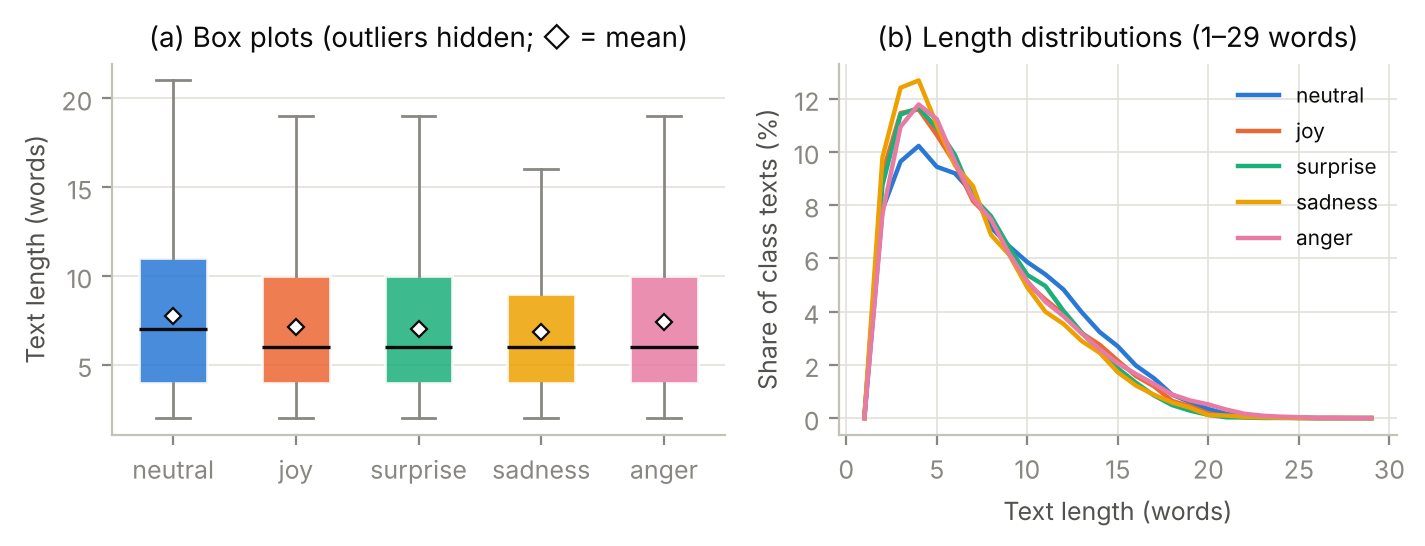 (a) Box plots (outliers hidden; ◇ = mean)
Text length (words)
20
15
10
5
neutral
joy
surprise
sadness
anger
(b) Length distributions (1–29 words)
Share of class texts (%)
12
10
8
6
4
2
0
neutral
joy
surprise
sadness
anger
0
5
10
15
20
25
30
Text length (words)